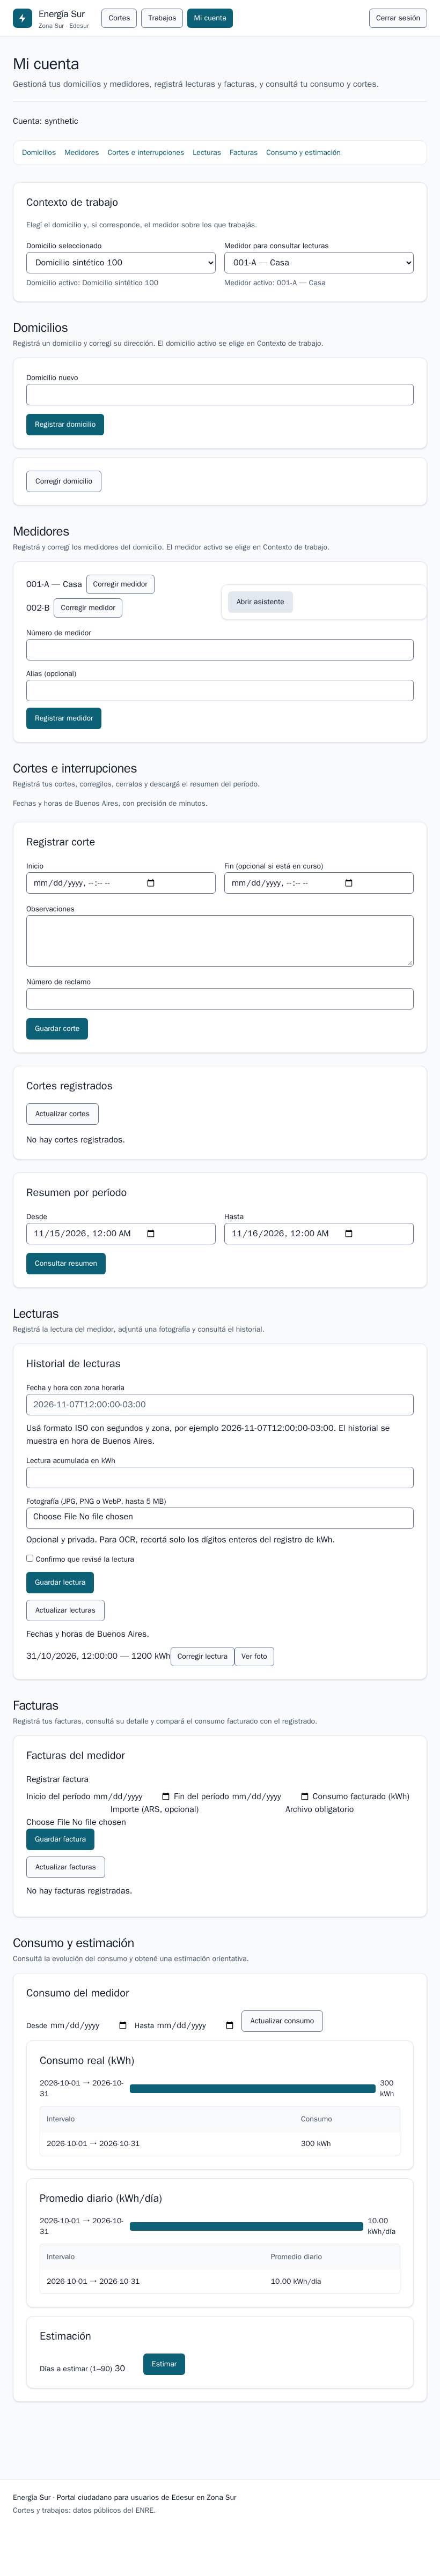 Energía Sur
Zona Sur · Edesur
Cortes
Trabajos
Mi cuenta
Cerrar sesión
Mi cuenta
Gestioná tus domicilios y medidores, registrá lecturas y facturas, y consultá tu consumo y cortes.
Cuenta: synthetic
Domicilios
Medidores
Cortes e interrupciones
Lecturas
Facturas
Consumo y estimación
Contexto de trabajo
Elegí el domicilio y, si corresponde, el medidor sobre los que trabajás.
Domicilio seleccionado
Medidor para consultar lecturas
Domicilio sintético 100
001-A — Casa
Domicilio activo: Domicilio sintético 100
Medidor activo: 001-A — Casa
Domicilios
Registrá un domicilio y corregí su dirección. El domicilio activo se elige en Contexto de trabajo.
Domicilio nuevo
Registrar domicilio
Corregir domicilio
Medidores
Registrá y corregí los medidores del domicilio. El medidor activo se elige en Contexto de trabajo.
001-A — Casa
Corregir medidor
002-B
Corregir medidor
Abrir asistente
Número de medidor
Alias (opcional)
Registrar medidor
Cortes e interrupciones
Registrá tus cortes, corregilos, cerralos y descargá el resumen del período.
Fechas y horas de Buenos Aires, con precisión de minutos.
Registrar corte
Inicio
Fin (opcional si está en curso)
mm/dd/yyyy, --:-- --
mm/dd/yyyy, --:-- --
Observaciones
Número de reclamo
Guardar corte
Cortes registrados
Actualizar cortes
No hay cortes registrados.
Resumen por período
Desde
Hasta
11/15/2026, 12:00 AM
11/16/2026, 12:00 AM
Consultar resumen
Lecturas
Registrá la lectura del medidor, adjuntá una fotografía y consultá el historial.
Historial de lecturas
Fecha y hora con zona horaria
2026-11-07T12:00:00-03:00
Usá formato ISO con segundos y zona, por ejemplo 2026-11-07T12:00:00-03:00. El historial se
muestra en hora de Buenos Aires.
Lectura acumulada en kWh
Fotografía (JPG, PNG o WebP, hasta 5 MB)
Choose File No file chosen
Opcional y privada. Para OCR, recortá solo los dígitos enteros del registro de kWh.
Confirmo que revisé la lectura
Guardar lectura
Actualizar lecturas
Fechas y horas de Buenos Aires.
31/10/2026, 12:00:00 — 1200 kWh
Corregir lectura
Ver foto
Facturas
Registrá tus facturas, consultá su detalle y compará el consumo facturado con el registrado.
Facturas del medidor
Registrar factura
Inicio del período mm/dd/yyyy Fin del período mm/dd/yyyy Consumo facturado (kWh)
Importe (ARS, opcional) Archivo obligatorio
Choose File No file chosen
Guardar factura
Actualizar facturas
No hay facturas registradas.
Consumo y estimación
Consultá la evolución del consumo y obtené una estimación orientativa.
Consumo del medidor
Desde mm/dd/yyyy Hasta mm/dd/yyyy
Actualizar consumo
Consumo real (kWh)
2026-10-01 → 2026-10-
31
300
kWh
Intervalo
Consumo
2026-10-01 → 2026-10-31
300 kWh
Promedio diario (kWh/día)
2026-10-01 → 2026-10-
31
10.00
kWh/día
Intervalo
Promedio diario
2026-10-01 → 2026-10-31
10.00 kWh/día
Estimación
Días a estimar (1–90) 30
Estimar
Energía Sur · Portal ciudadano para usuarios de Edesur en Zona Sur
Cortes y trabajos: datos públicos del ENRE.